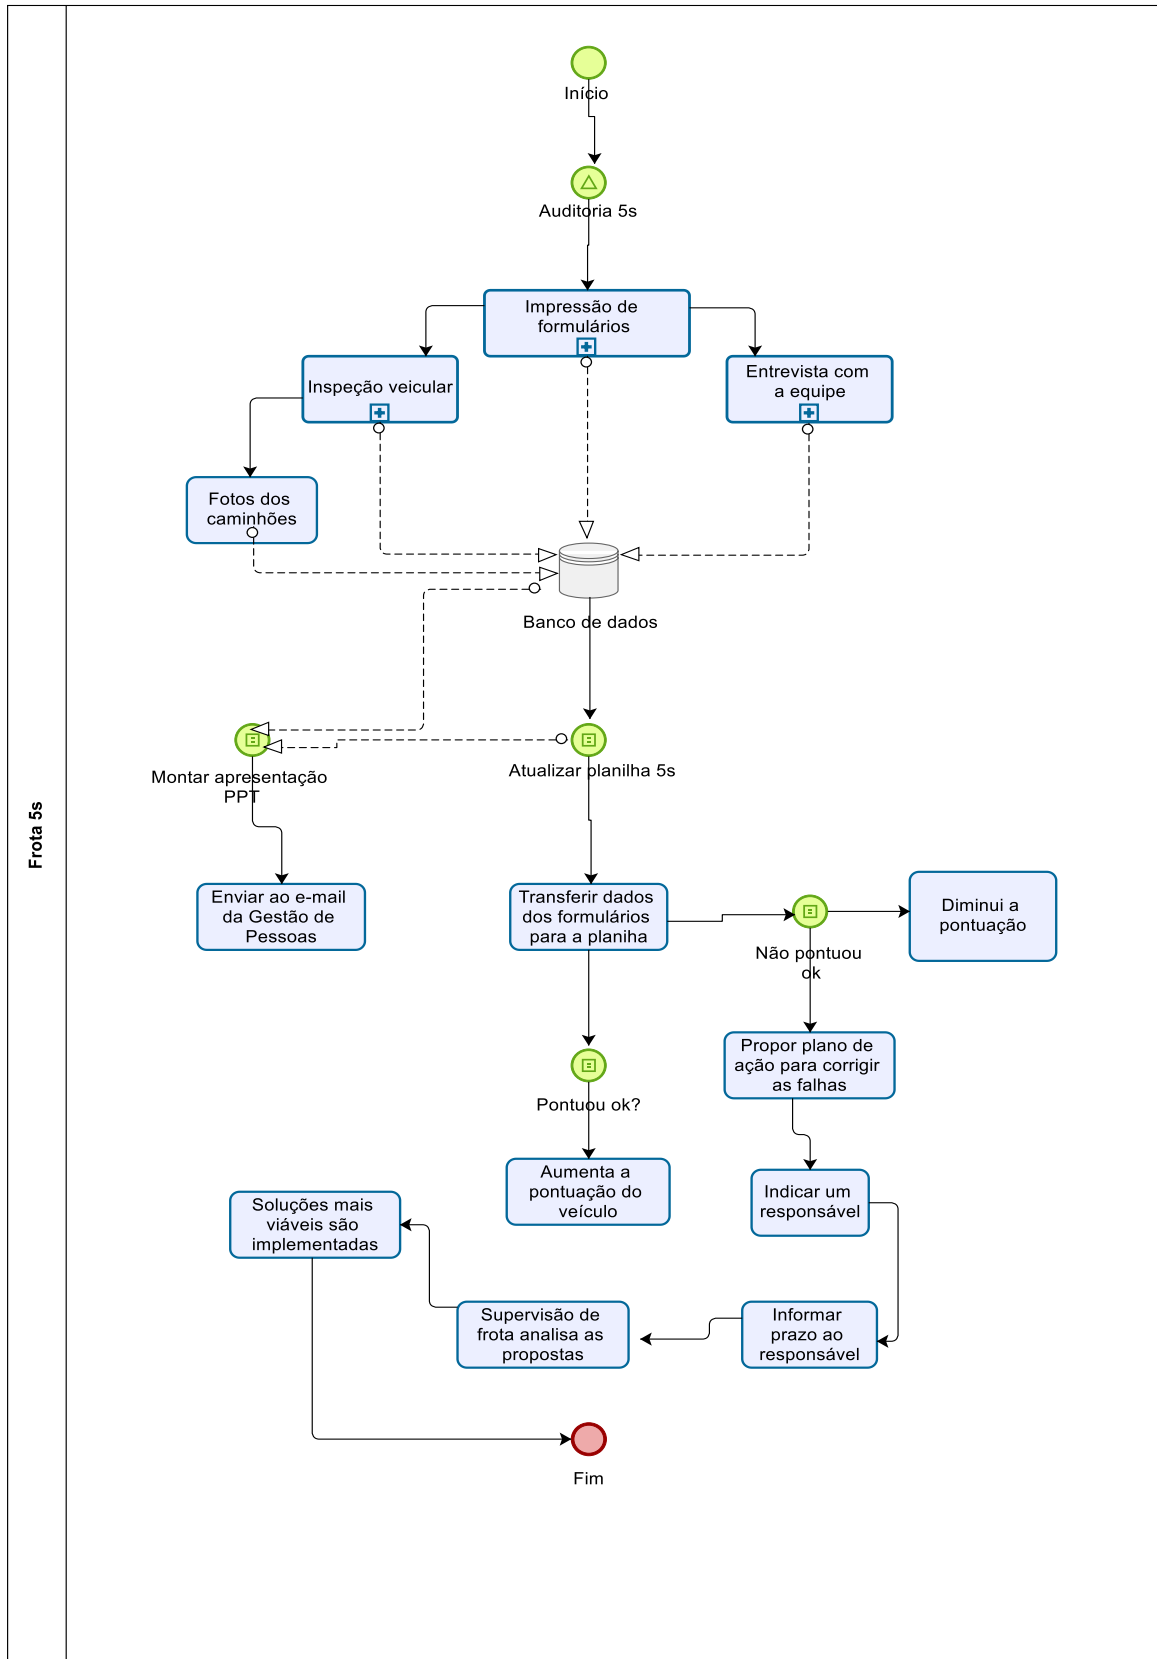 Frota 5s
Início
Auditoria 5s
Impressão de
formulários
Inspeção veicular
Entrevista com
a equipe
Fotos dos
caminhões
Banco de dados
Montar apresentação
PPT
Atualizar planilha 5s
Enviar ao e-mail
da Gestão de
Pessoas
Transferir dados
dos formulários
para a planiha
Não pontuou
ok
Diminui a
pontuação
Propor plano de
ação para corrigir
as falhas
Pontuou ok?
Aumenta a
pontuação do
veículo
Indicar um
responsável
Soluções mais
viáveis são
implementadas
Supervisão de
frota analisa as
propostas
Informar
prazo ao
responsável
Fim